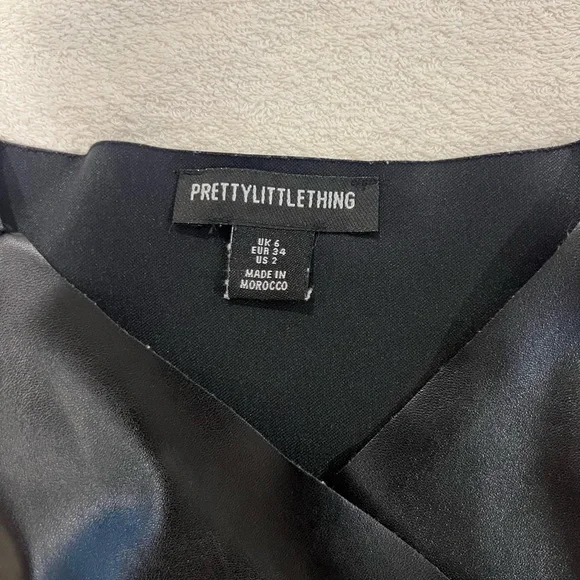 PRETTYLITTLETHING
UK 6
EUR 34
US 2
MADE IN
MOROCCO